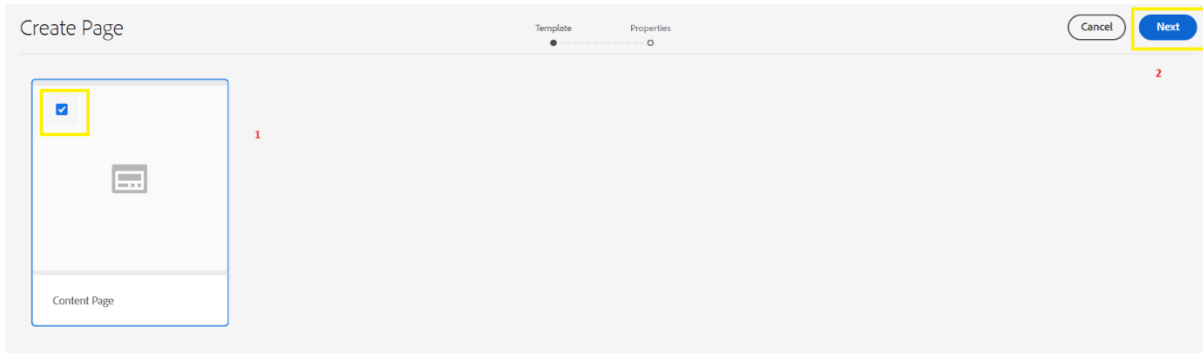 Create Page
Template Properties
Cancel Next
2
1
Content Page